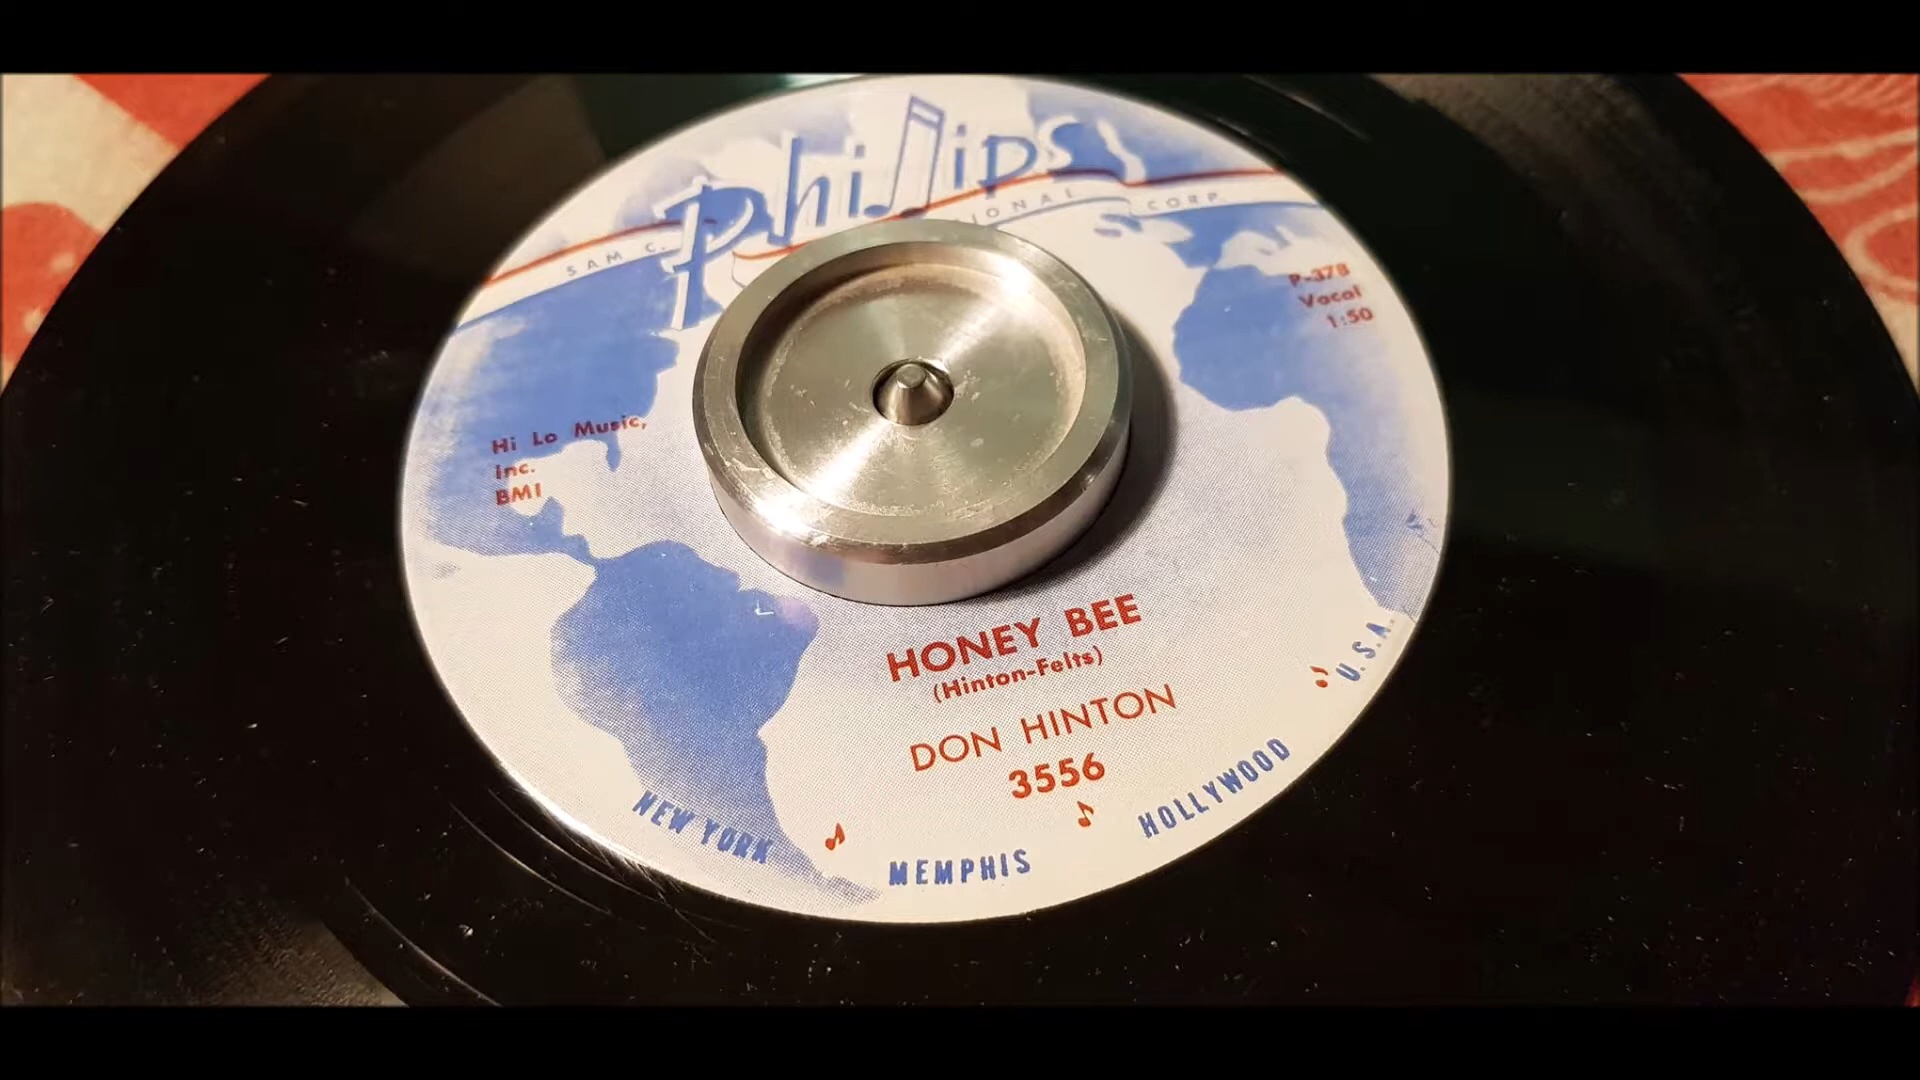 Phillips
SAM C. IONAL CORP.
P-378
Vocal
1:50
Hi Lo Music,
Inc.
BMI
HONEY BEE
(Hinton-Felts)
DON HINTON
3556
NEW YORK MEMPHIS HOLLYWOOD U.S.A.